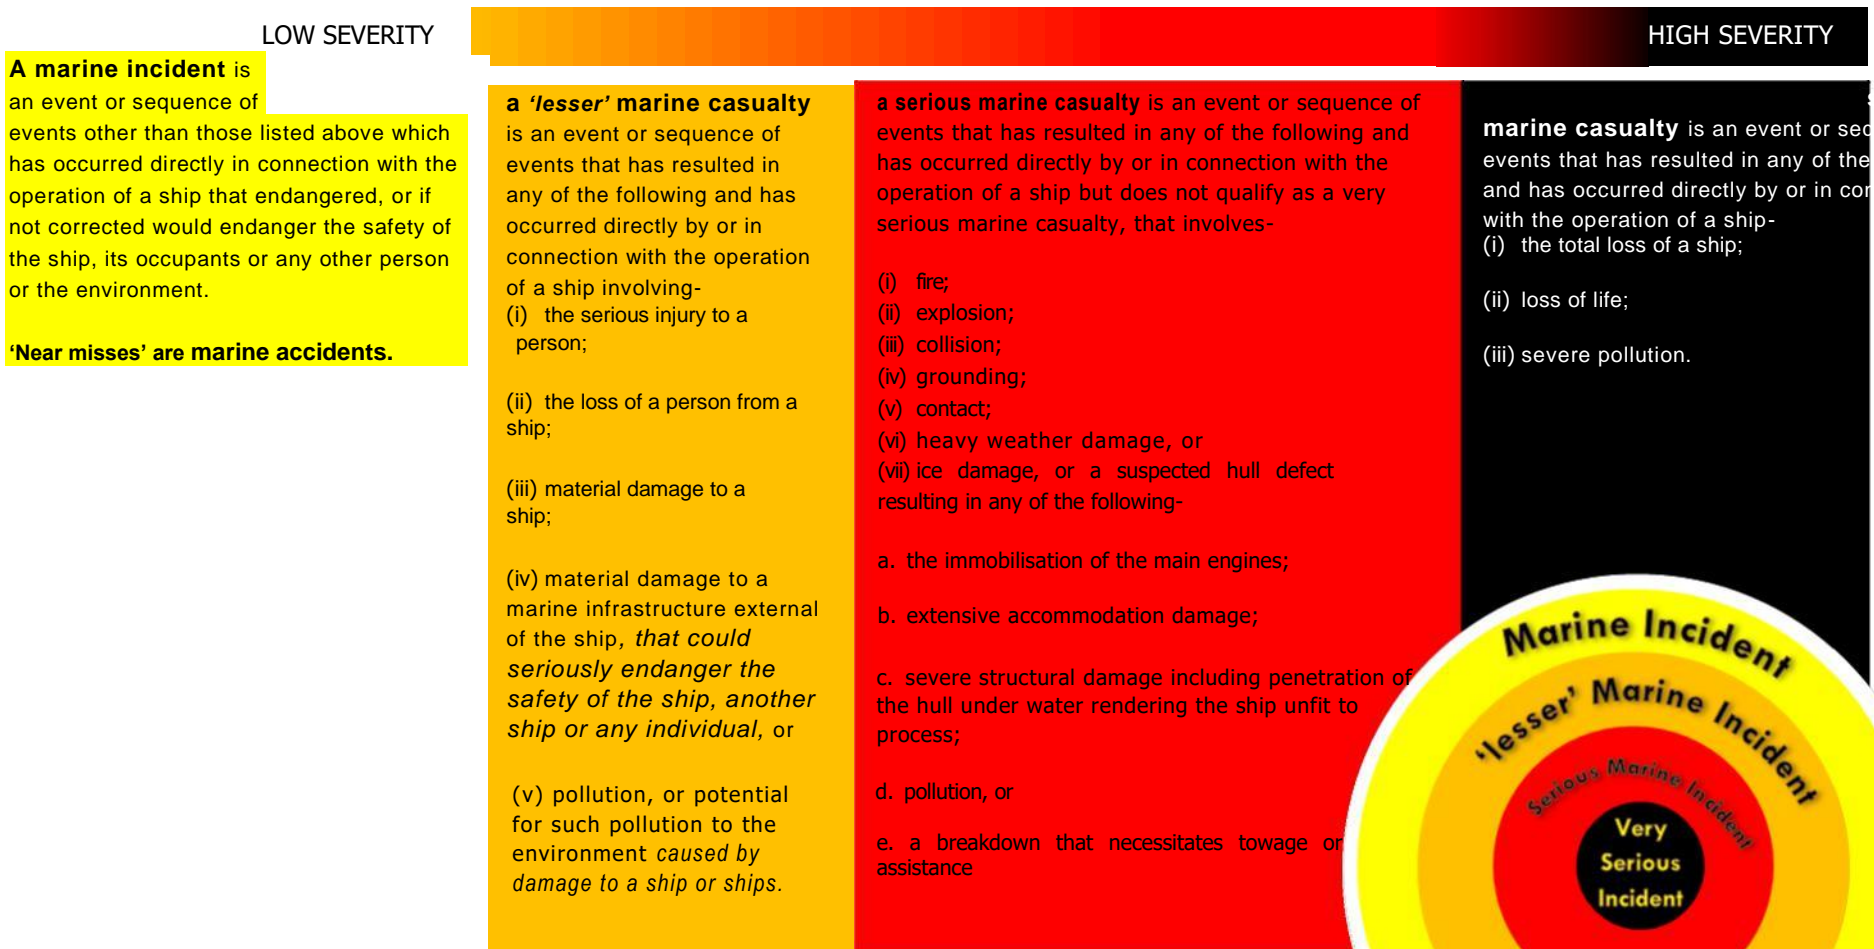 LOW SEVERITY
HIGH SEVERITY
A marine incident is
an event or sequence of
events other than those listed above which
has occurred directly in connection with the
operation of a ship that endangered, or if
not corrected would endanger the safety of
the ship, its occupants or any other person
or the environment.
‘Near misses’ are marine accidents.
a ‘lesser’ marine casualty
is an event or sequence of
events that has resulted in
any of the following and has
occurred directly by or in
connection with the operation
of a ship involving-
(i) the serious injury to a
person;
(ii) the loss of a person from a
ship;
(iii) material damage to a
ship;
(iv) material damage to a
marine infrastructure external
of the ship, that could
seriously endanger the
safety of the ship, another
ship or any individual, or
(v) pollution, or potential
for such pollution to the
environment caused by
damage to a ship or ships.
a serious marine casualty is an event or sequence of
events that has resulted in any of the following and
has occurred directly by or in connection with the
operation of a ship but does not qualify as a very
serious marine casualty, that involves-
(i) fire;
(ii) explosion;
(iii) collision;
(iv) grounding;
(v) contact;
(vi) heavy weather damage, or
(vii) ice damage, or a suspected hull defect
resulting in any of the following-
a. the immobilisation of the main engines;
b. extensive accommodation damage;
c. severe structural damage including penetration of
the hull under water rendering the ship unfit to
process;
d. pollution, or
e. a breakdown that necessitates towage or
assistance
marine casualty is an event or
events that has resulted in any of the
and has occurred directly by or in
with the operation of a ship-
(i) the total loss of a ship;
(ii) loss of life;
(iii) severe pollution.
Marine Incident
‘lesser’ Marine Incident
Serious Marine Incident
Very
Serious
Incident